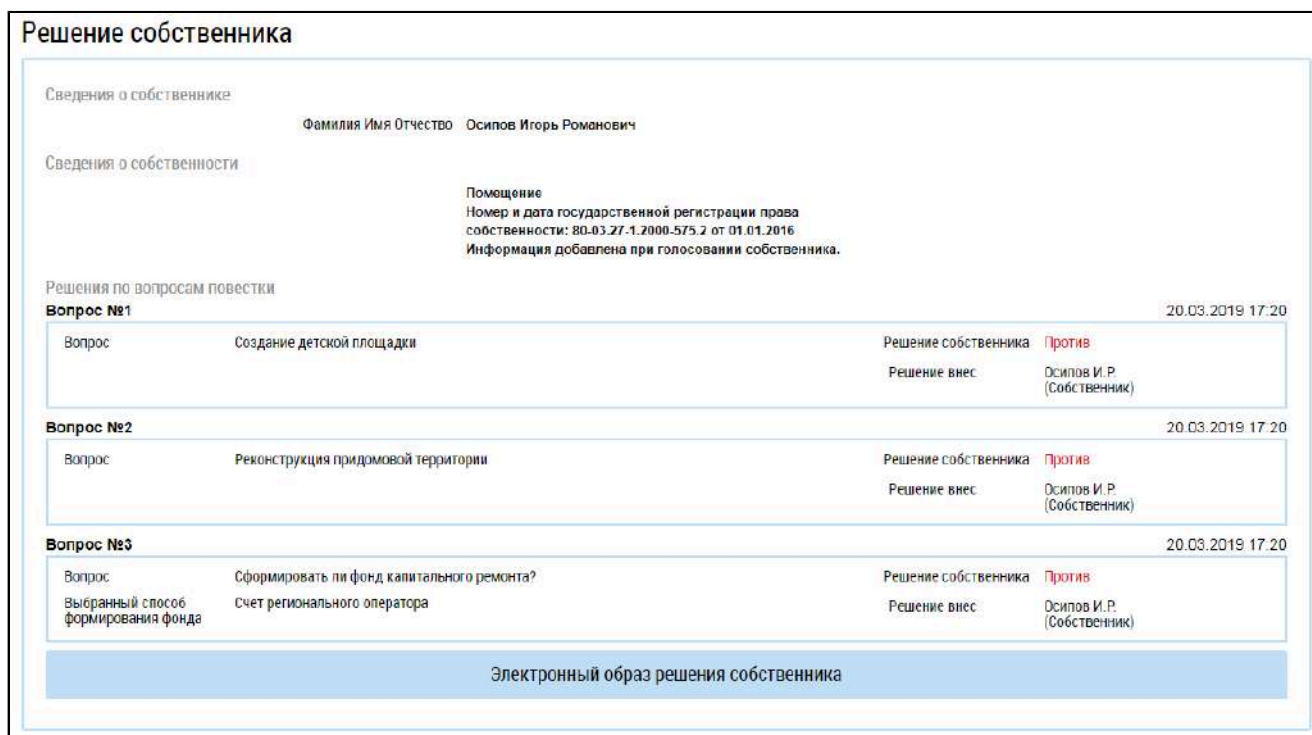 Решение собственника
Сведения о собственнике
Фамилия Имя Отчество Осипов Игорь Романович
Сведения о собственности
Помещение
Номер и дата государственной регистрации права
собственности: 80-03.27-1.2000-575.2 от 01.01.2016
Информация добавлена при голосовании собственника.
Решения по вопросам повестки
Вопрос №1 20.03.2019 17:20
Вопрос Создание детской площадки Решение собственника Против
Решение внес Осипов И.Р.
(Собственник)
Вопрос №2 20.03.2019 17:20
Вопрос Реконструкция придомовой территории Решение собственника Против
Решение внес Осипов И.Р.
(Собственник)
Вопрос №3 20.03.2019 17:20
Вопрос Сформировать ли фонд капитального ремонта? Решение собственника Против
Выбранный способ Счет регионального оператора Решение внес Осипов И.Р.
формирования фонда (Собственник)
Электронный образ решения собственника